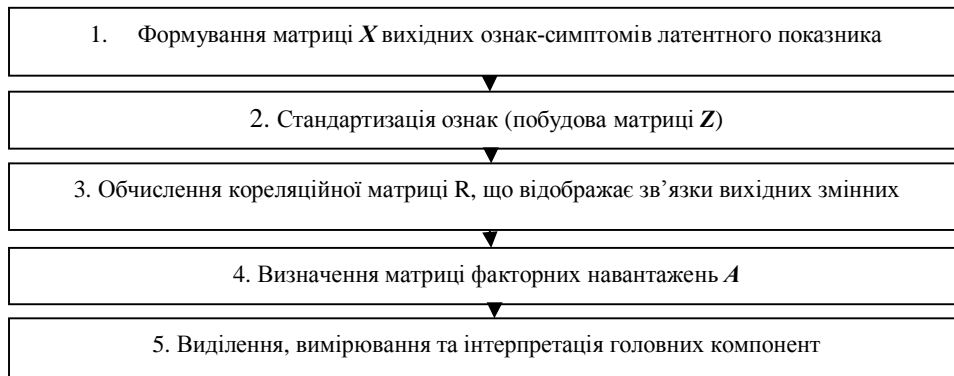 1. Формування матриці X вихідних ознак-симптомів латентного показника
2. Стандартизація ознак (побудова матриці Z)
3. Обчислення кореляційної матриці R, що відображає зв’язки вихідних змінних
4. Визначення матриці факторних навантажень A
5. Виділення, вимірювання та інтерпретація головних компонент